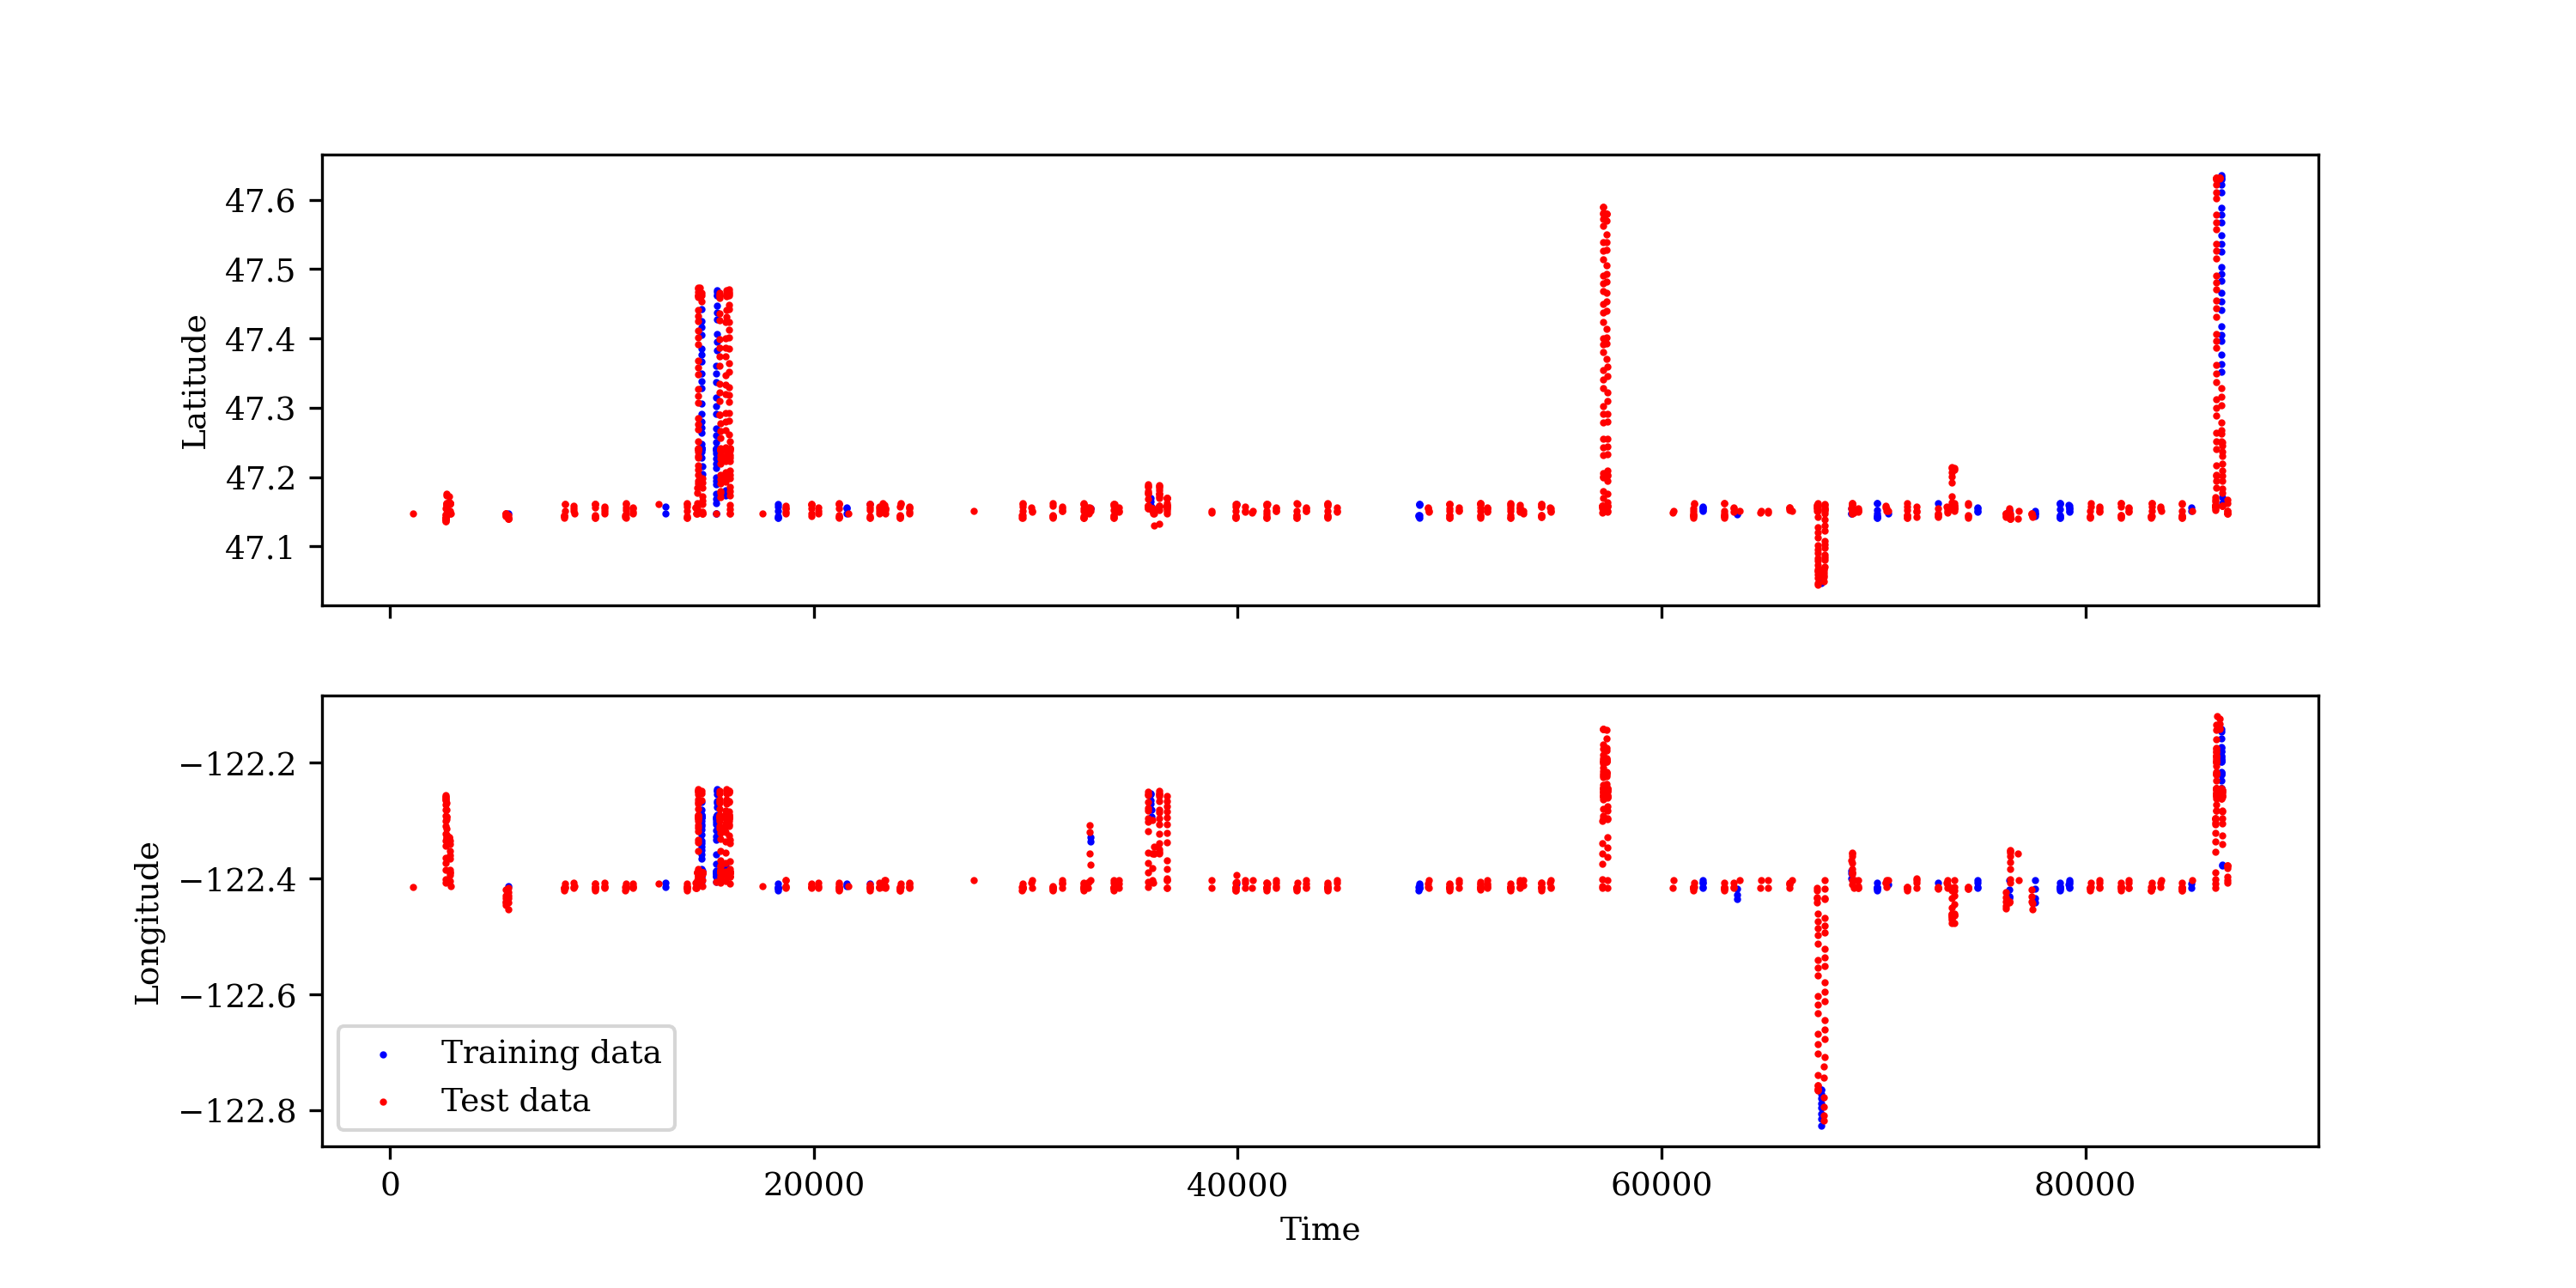 47.6
47.5
47.4
47.3
47.2
47.1
Latitude
−122.2
−122.4
−122.6
−122.8
Longitude
Training data
Test data
0 20000 40000 60000 80000
Time